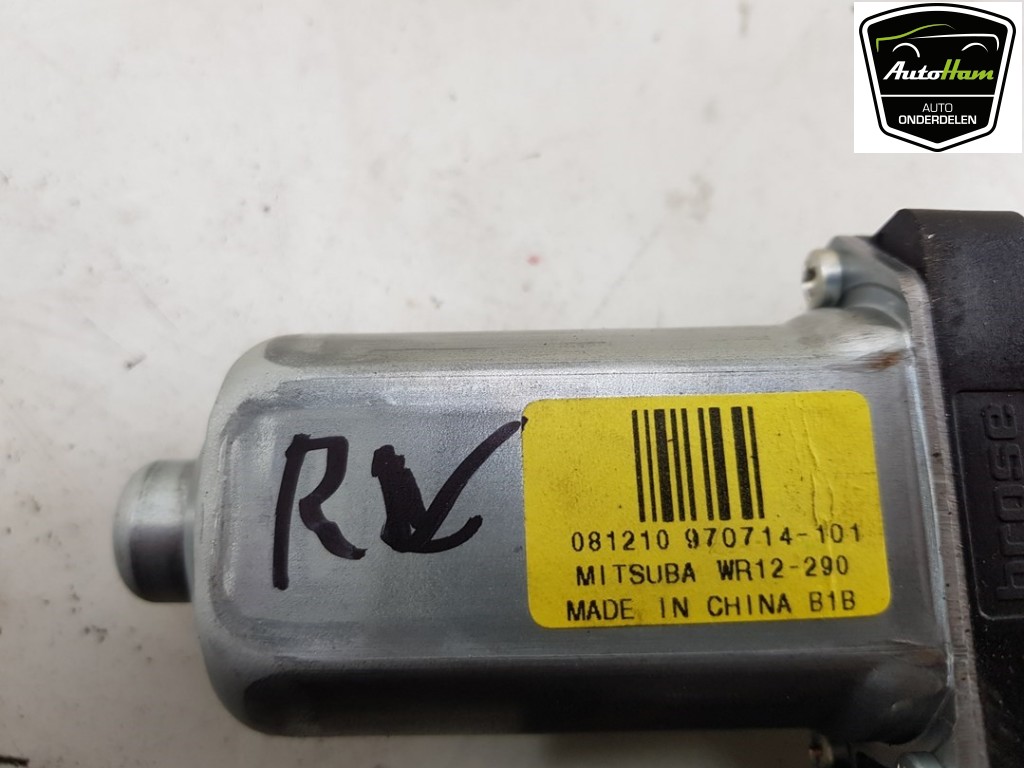 AutoHam
AUTO
ONDERDELEN
RV
081210 970714-101
MITSUBA WR12-290
MADE IN CHINA B1B
brose